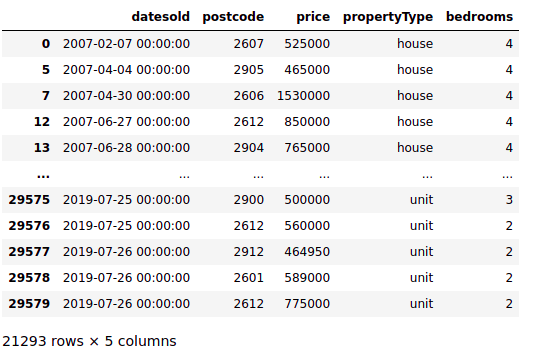 datesold postcode price propertyType bedrooms
0 2007-02-07 00:00:00 2607 525000 house 4
5 2007-04-04 00:00:00 2905 465000 house 4
7 2007-04-30 00:00:00 2606 1530000 house 4
12 2007-06-27 00:00:00 2612 850000 house 4
13 2007-06-28 00:00:00 2904 765000 house 4
... ... ... ... ... ...
29575 2019-07-25 00:00:00 2900 500000 unit 3
29576 2019-07-25 00:00:00 2612 560000 unit 2
29577 2019-07-26 00:00:00 2912 464950 unit 2
29578 2019-07-26 00:00:00 2601 589000 unit 2
29579 2019-07-26 00:00:00 2612 775000 unit 2
21293 rows × 5 columns